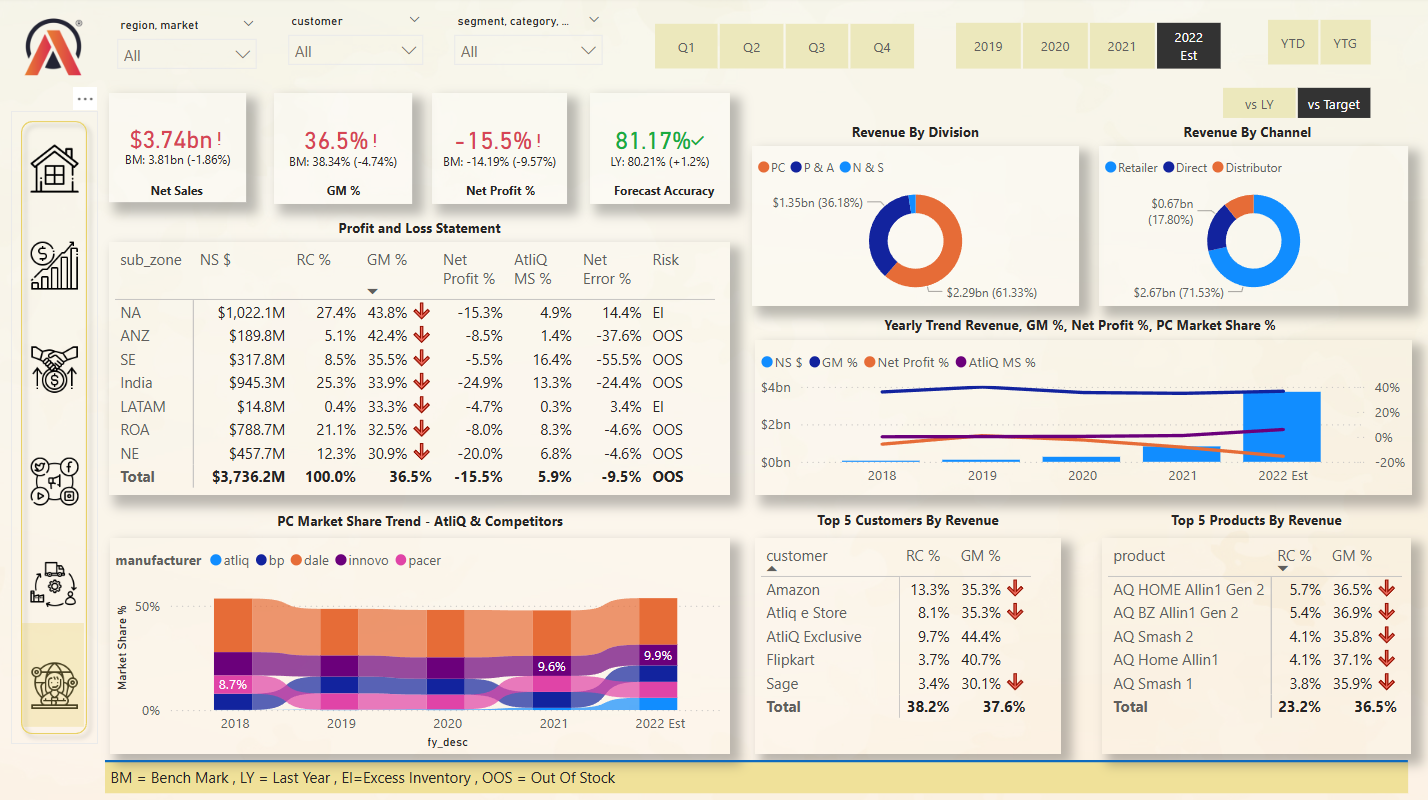 region, market
All
customer
All
segment, category, ...
All
Q1 Q2 Q3 Q4
2019 2020 2021 2022 Est
YTD YTG
vs LY vs Target
$3.74bn !
BM: 3.81bn (-1.86%)
Net Sales
36.5% !
BM: 38.34% (-4.74%)
GM %
-15.5% !
BM: -14.19% (-9.57%)
Net Profit %
81.17%
LY: 80.21% (+1.2%)
Forecast Accuracy
Revenue By Division
PC P & A N & S
$1.35bn (36.18%)
$2.29bn (61.33%)
Revenue By Channel
Retailer Direct Distributor
$0.67bn
(17.80%)
$2.67bn (71.53%)
Profit and Loss Statement
sub_zone NS $ RC % GM % Net Profit % AtliQ MS % Net Error % Risk
NA $1,022.1M 27.4% 43.8% -15.3% 4.9% 14.4% EI
ANZ $189.8M 5.1% 42.4% -8.5% 1.4% -37.6% OOS
SE $317.8M 8.5% 35.5% -5.5% 16.4% -55.5% OOS
India $945.3M 25.3% 33.9% -24.9% 13.3% -24.4% OOS
LATAM $14.8M 0.4% 33.3% -4.7% 0.3% 3.4% EI
ROA $788.7M 21.1% 32.5% -8.0% 8.3% -4.6% OOS
NE $457.7M 12.3% 30.9% -20.0% 6.8% -4.6% OOS
Total $3,736.2M 100.0% 36.5% -15.5% 5.9% -9.5% OOS
Yearly Trend Revenue, GM %, Net Profit %, PC Market Share %
NS $ GM % Net Profit % AtliQ MS %
$4bn
$2bn
$0bn
40%
20%
0%
-20%
2018 2019 2020 2021 2022 Est
PC Market Share Trend - AtliQ & Competitors
manufacturer atliq bp dale innovo pacer
Market Share %
50%
0%
8.7%
9.6%
9.9%
2018 2019 2020 2021 2022 Est
fy_desc
Top 5 Customers By Revenue
customer RC % GM %
Amazon 13.3% 35.3%
Atliq e Store 8.1% 35.3%
AtliQ Exclusive 9.7% 44.4%
Flipkart 3.7% 40.7%
Sage 3.4% 30.1%
Total 38.2% 37.6%
Top 5 Products By Revenue
product RC % GM %
AQ HOME Allin1 Gen 2 5.7% 36.5%
AQ BZ Allin1 Gen 2 5.4% 36.9%
AQ Smash 2 4.1% 35.8%
AQ Home Allin1 4.1% 37.1%
AQ Smash 1 3.8% 35.9%
Total 23.2% 36.5%
BM = Bench Mark , LY = Last Year , EI=Excess Inventory , OOS = Out Of Stock